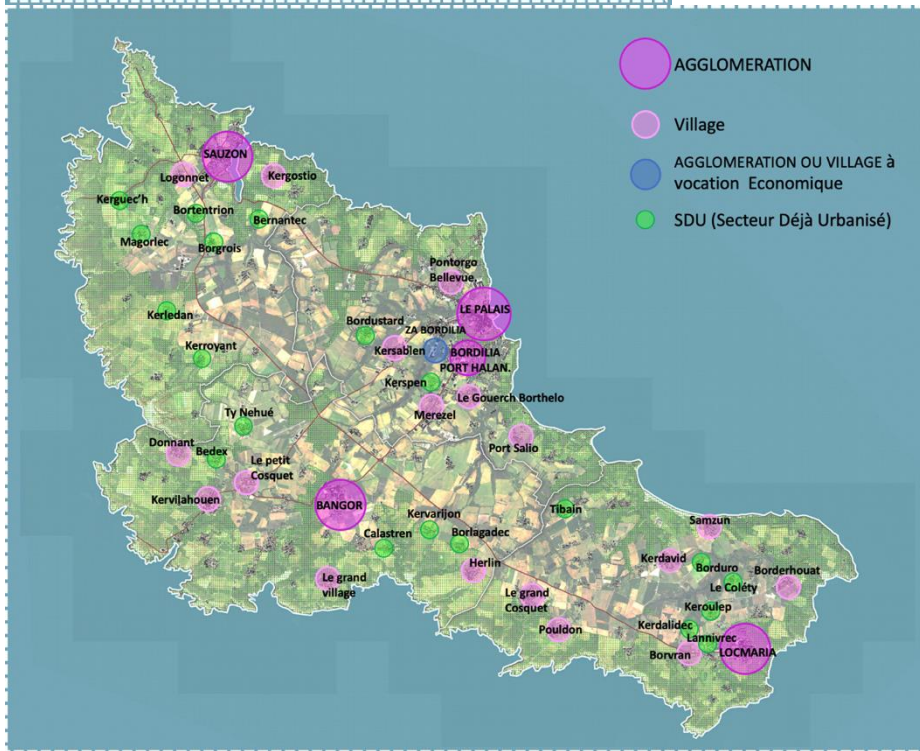 AGGLOMERATION
Village
AGGLOMERATION OU VILLAGE à
vocation Economique
SDU (Secteur Déjà Urbanisé)
SAUZON
Logonnet
Kergostio
Kerguec'h
Bortentrion
Bernantec
Magorlec
Borgrois
Pontorgo
Bellevue
Kerledan
LE PALAIS
Bordustard
ZA BORDILIA
Kersablen
BORDILIA
PORT HALAN.
Kerroyant
Kerspen
Le Gouerch Borthelo
Merezel
Ty Nehué
Port Salio
Donnant
Bedex
Le petit
Cosquet
Kervilahouen
BANGOR
Kervarijon
Tibain
Calastren
Borlagadec
Samzun
Herlin
Kerdavid
Borduro
Borderhouat
Le grand
village
Le Coléty
Le grand
Cosquet
Keroulep
Pouldon
Kerdalidec
Lannivrec
Borvran
LOCMARIA